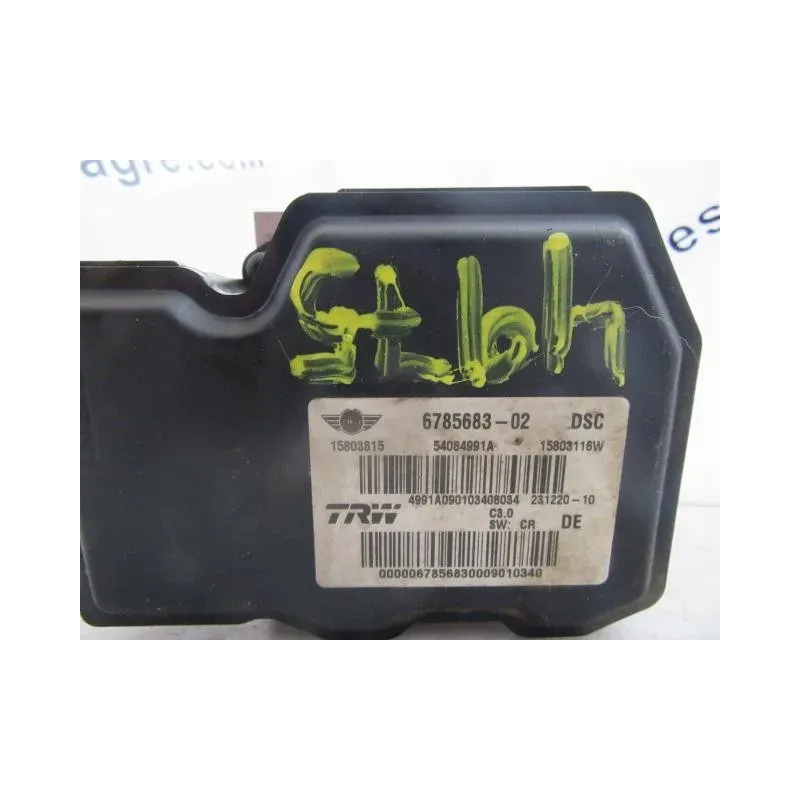 agre.com
es
4975
6785683-02 DSC
15803815 54084991A 15803116W
4991A090103408034 231220-10
TRW C3.0
SW: CR DE
0000067856830009010340